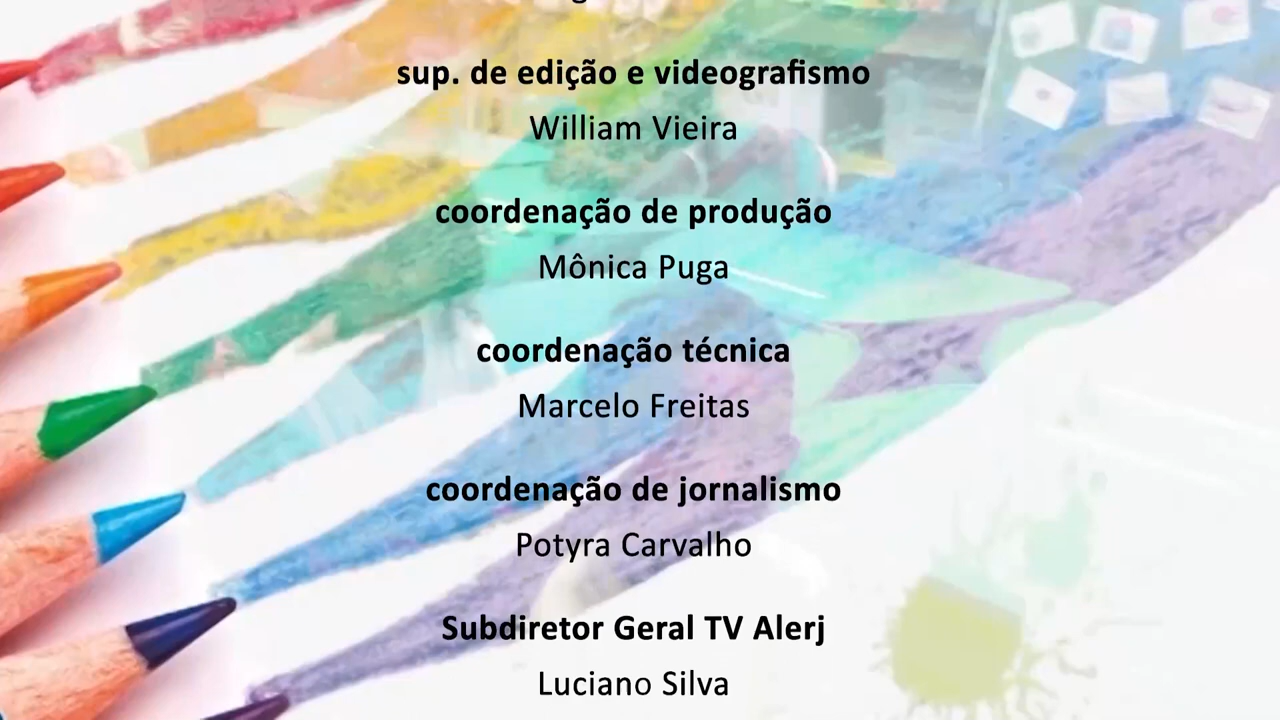 sup. de edição e videografismo
William Vieira
coordenação de produção
Mônica Puga
coordenação técnica
Marcelo Freitas
coordenação de jornalismo
Potyra Carvalho
Subdiretor Geral TV Alerj
Luciano Silva